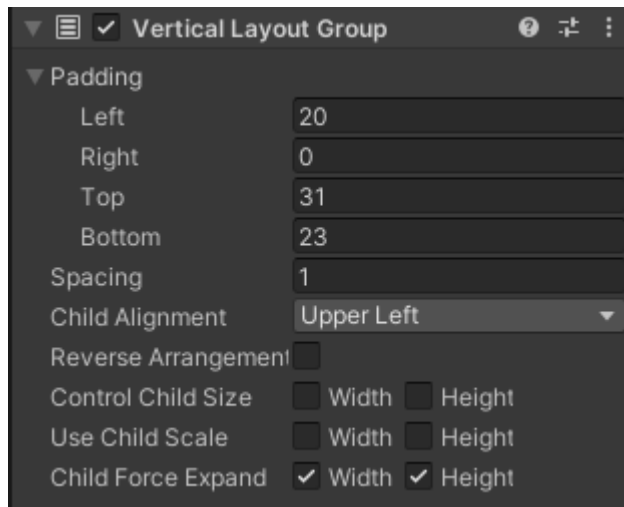 Vertical Layout Group
Padding
Left 20
Right 0
Top 31
Bottom 23
Spacing 1
Child Alignment Upper Left
Reverse Arrangement
Control Child Size Width Height
Use Child Scale Width Height
Child Force Expand Width Height